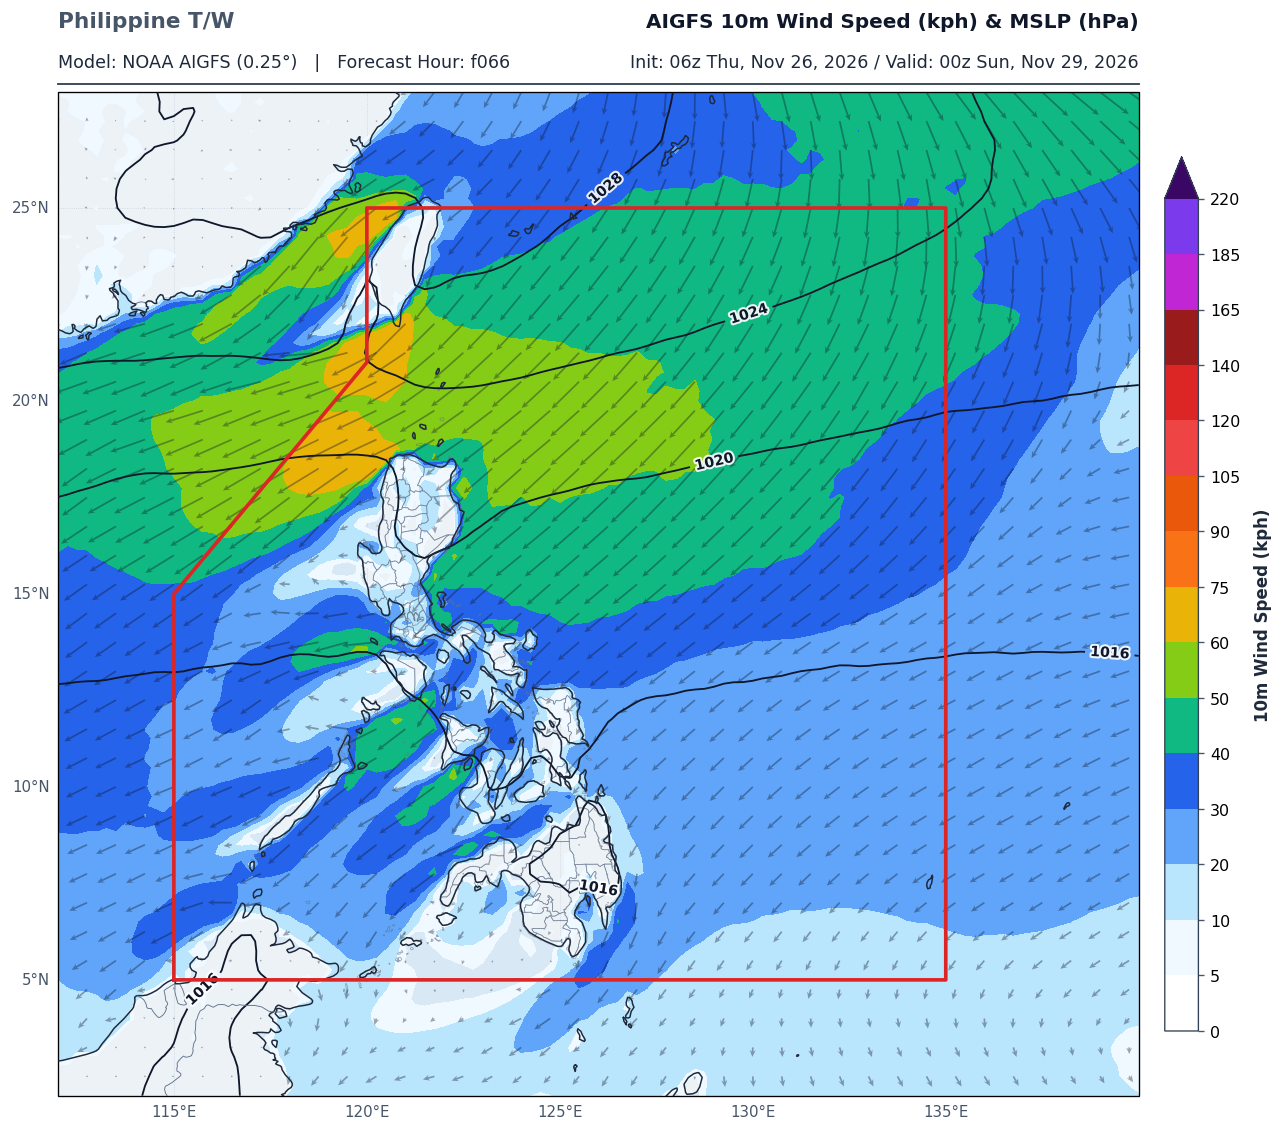 Philippine T/W
AIGFS 10m Wind Speed (kph) & MSLP (hPa)
Model: NOAA AIGFS (0.25°) | Forecast Hour: f066
Init: 06z Thu, Nov 26, 2026 / Valid: 00z Sun, Nov 29, 2026
1028
1024
1020
1016
1016
1016
25°N
20°N
15°N
10°N
5°N
115°E
120°E
125°E
130°E
135°E
220
185
165
140
120
105
90
75
60
50
40
30
20
10
5
0
10m Wind Speed (kph)